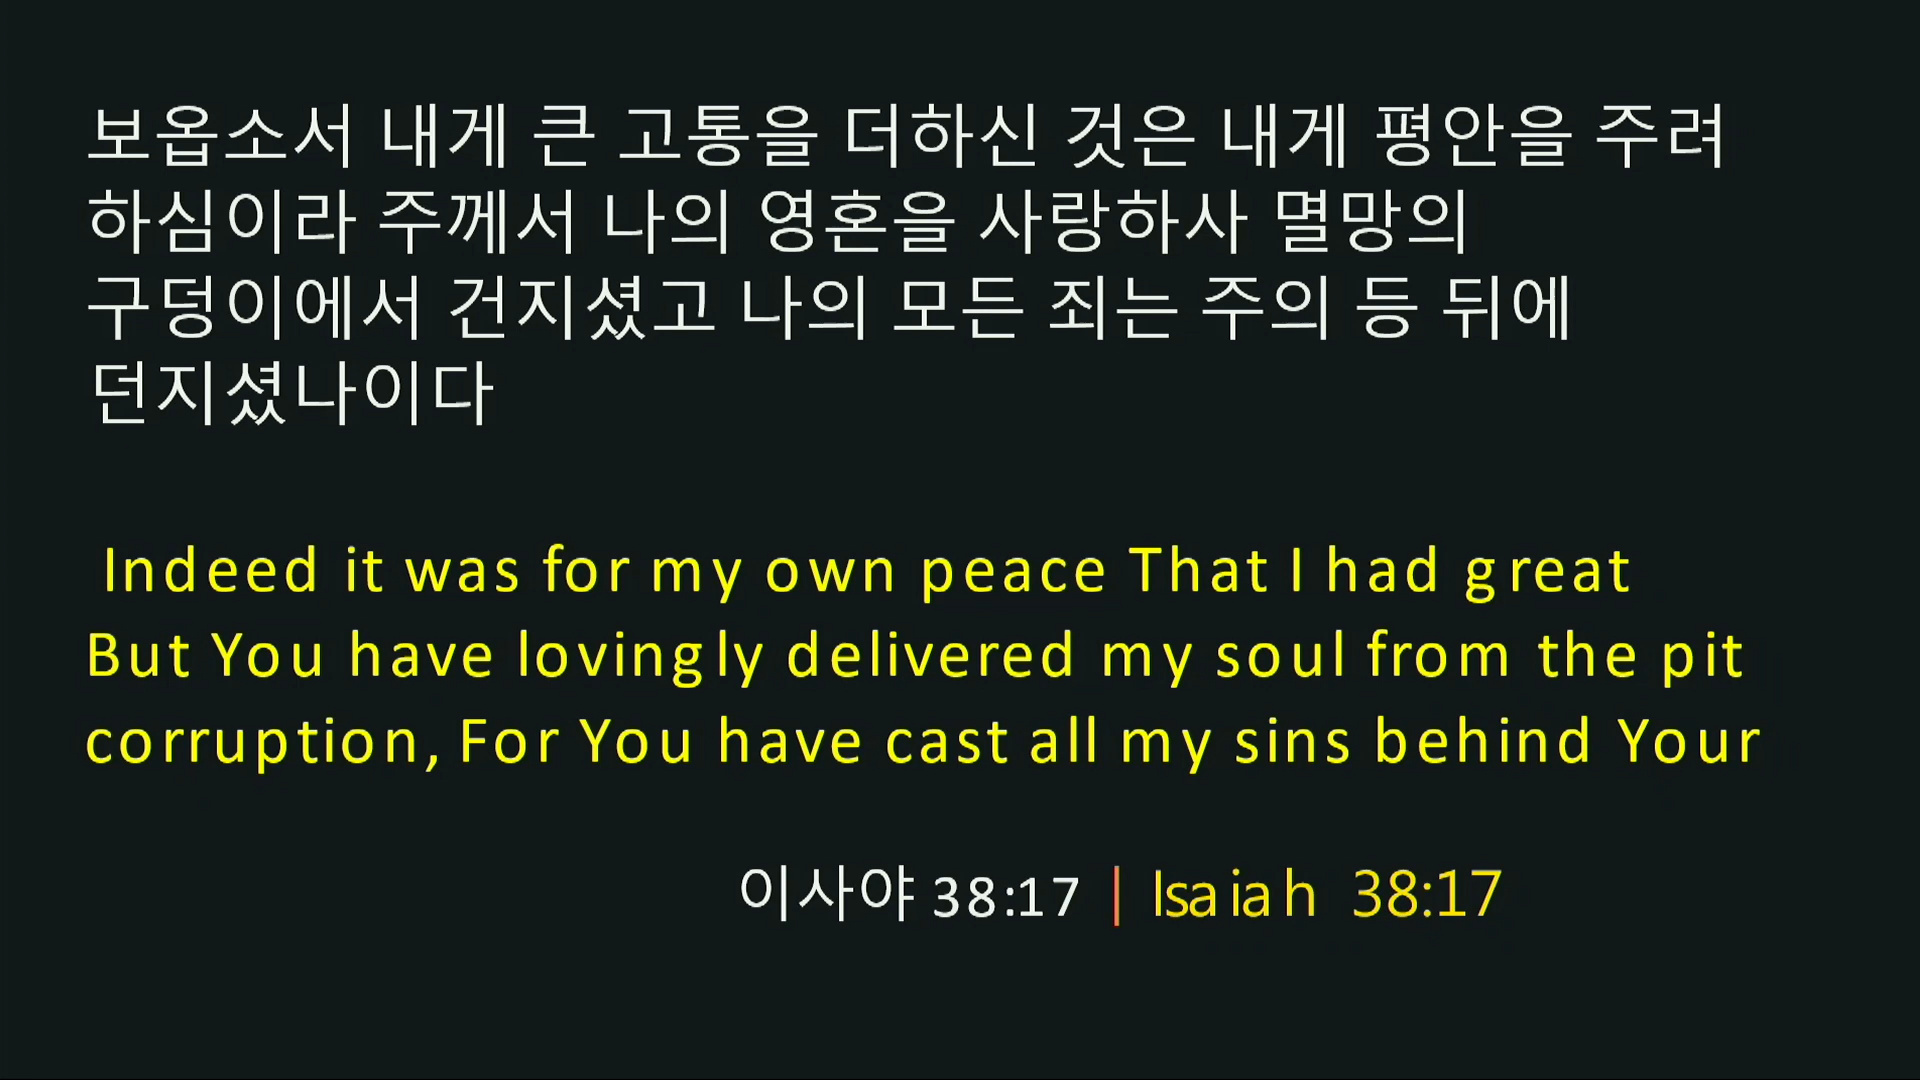 보옵소서 내게 큰 고통을 더하신 것은 내게 평안을 주려
하심이라 주께서 나의 영혼을 사랑하사 멸망의
구덩이에서 건지셨고 나의 모든 죄는 주의 등 뒤에
던지셨나이다
Indeed it was for my own peace That I had great
But You have lovingly delivered my soul from the pit
corruption, For You have cast all my sins behind Your
이사야 38:17 | Isaiah 38:17